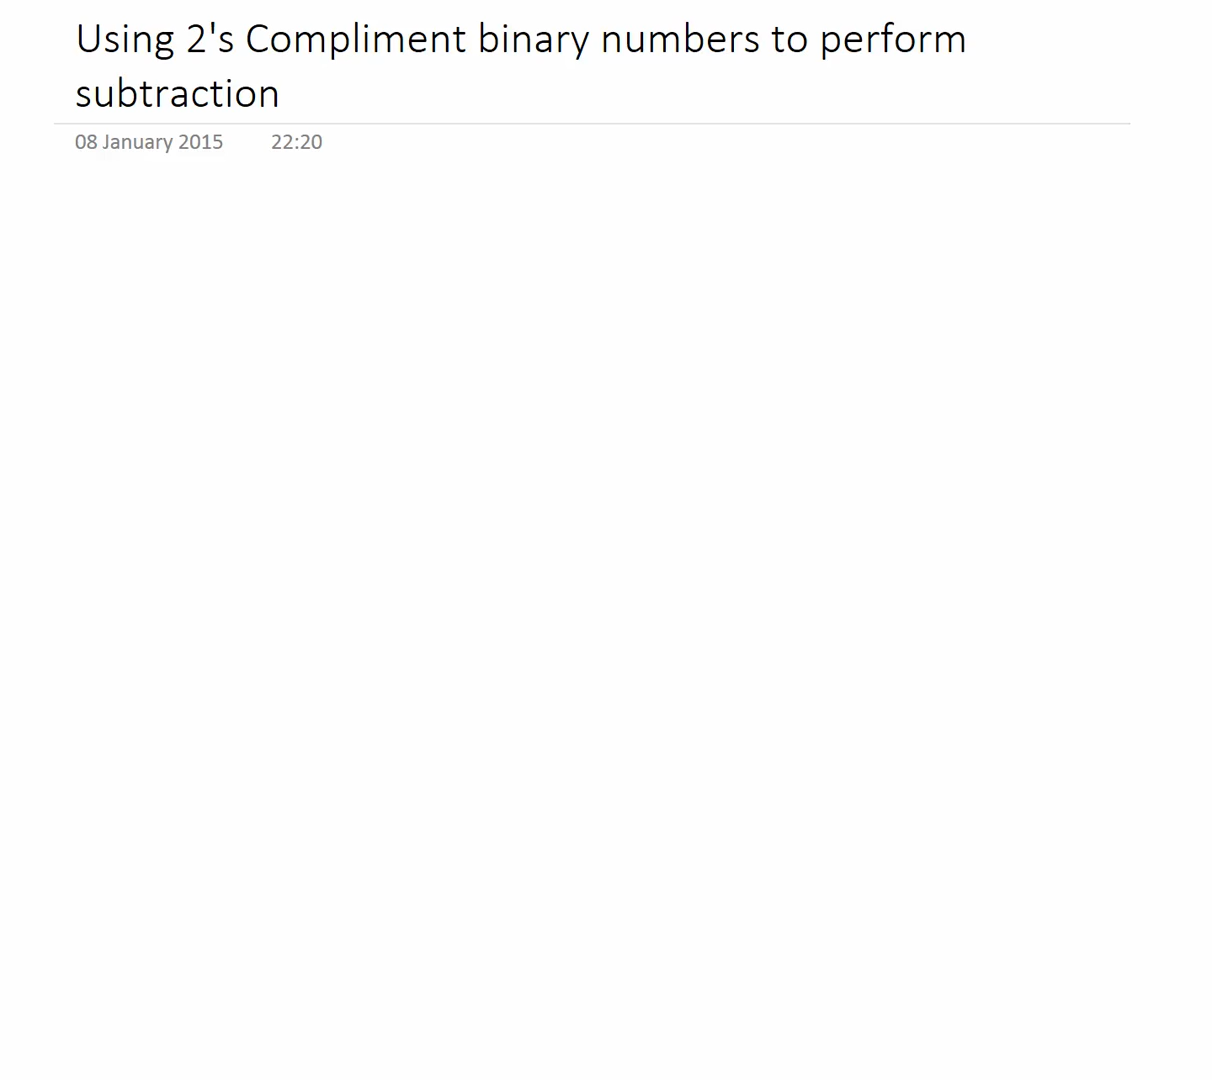 Using 2's Compliment binary numbers to perform
subtraction
08 January 2015 22:20